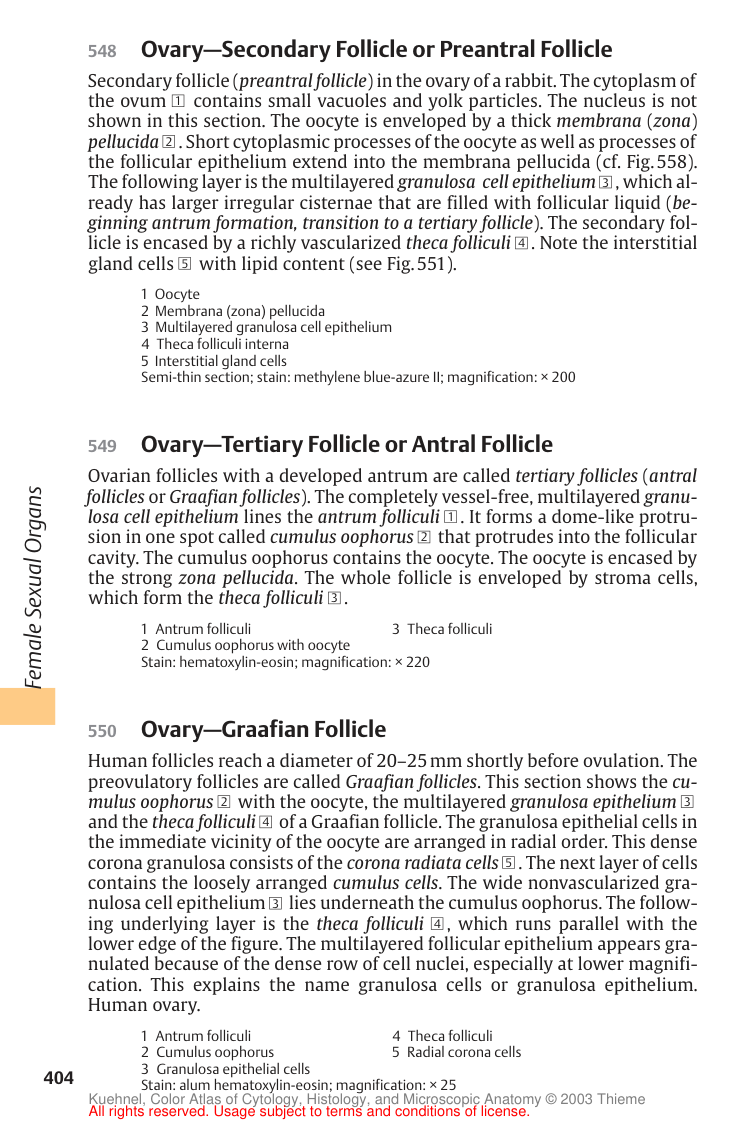 548 Ovary—Secondary Follicle or Preantral Follicle
Secondary follicle (preantral follicle) in the ovary of a rabbit. The cytoplasm of
the ovum 1 contains small vacuoles and yolk particles. The nucleus is not
shown in this section. The oocyte is enveloped by a thick membrana (zona)
pellucida 2. Short cytoplasmic processes of the oocyte as well as processes of
the follicular epithelium extend into the membrana pellucida (cf. Fig. 558).
The following layer is the multilayered granulosa cell epithelium 3, which al-
ready has larger irregular cisternae that are filled with follicular liquid (be-
ginning antrum formation, transition to a tertiary follicle). The secondary fol-
licle is encased by a richly vascularized theca folliculi 4. Note the interstitial
gland cells 5 with lipid content (see Fig. 551).
1 Oocyte
2 Membrana (zona) pellucida
3 Multilayered granulosa cell epithelium
4 Theca folliculi interna
5 Interstitial gland cells
Semi-thin section; stain: methylene blue-azure II; magnification: × 200
549 Ovary—Tertiary Follicle or Antral Follicle
Ovarian follicles with a developed antrum are called tertiary follicles (antral
follicles or Graafian follicles). The completely vessel-free, multilayered granu-
losa cell epithelium lines the antrum folliculi 1. It forms a dome-like protru-
sion in one spot called cumulus oophorus 2 that protrudes into the follicular
cavity. The cumulus oophorus contains the oocyte. The oocyte is encased by
the strong zona pellucida. The whole follicle is enveloped by stroma cells,
which form the theca folliculi 3.
1 Antrum folliculi 3 Theca folliculi
2 Cumulus oophorus with oocyte
Stain: hematoxylin-eosin; magnification: × 220
Female Sexual Organs
550 Ovary—Graafian Follicle
Human follicles reach a diameter of 20–25 mm shortly before ovulation. The
preovulatory follicles are called Graafian follicles. This section shows the cu-
mulus oophorus 2 with the oocyte, the multilayered granulosa epithelium 3
and the theca folliculi 4 of a Graafian follicle. The granulosa epithelial cells in
the immediate vicinity of the oocyte are arranged in radial order. This dense
corona granulosa consists of the corona radiata cells 5. The next layer of cells
contains the loosely arranged cumulus cells. The wide nonvascularized gra-
nulosa cell epithelium 3 lies underneath the cumulus oophorus. The follow-
ing underlying layer is the theca folliculi 4, which runs parallel with the
lower edge of the figure. The multilayered follicular epithelium appears gra-
nulated because of the dense row of cell nuclei, especially at lower magnifi-
cation. This explains the name granulosa cells or granulosa epithelium.
Human ovary.
1 Antrum folliculi 4 Theca folliculi
2 Cumulus oophorus 5 Radial corona cells
3 Granulosa epithelial cells
Stain: alum hematoxylin-eosin; magnification: × 25
404
Kuehnel, Color Atlas of Cytology, Histology, and Microscopic Anatomy © 2003 Thieme
All rights reserved. Usage subject to terms and conditions of license.